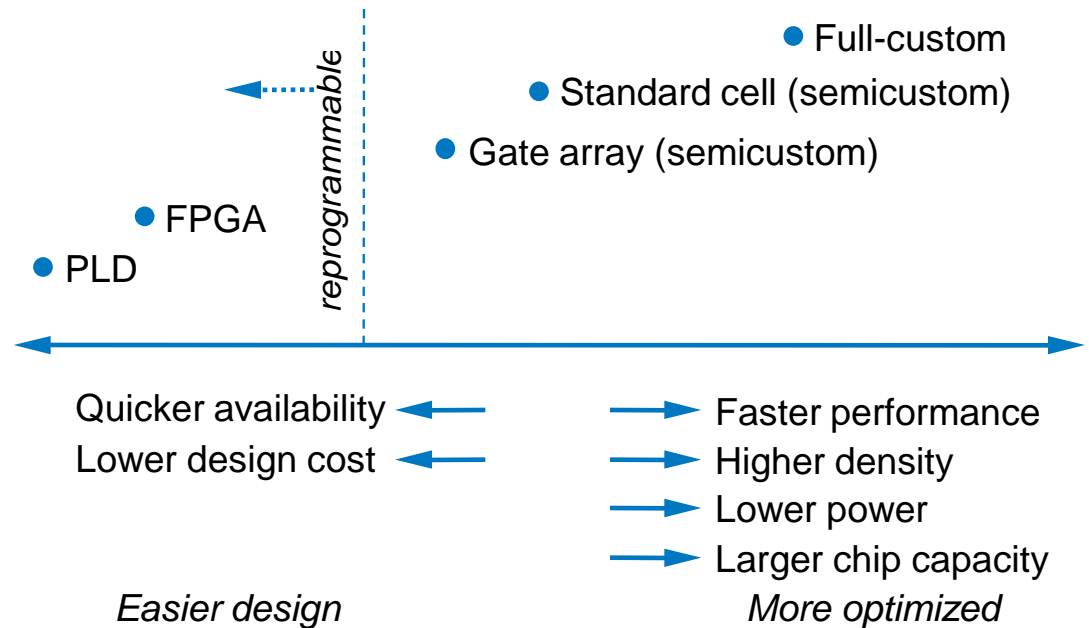 Full-custom
Standard cell (semicustom)
Gate array (semicustom)
reprogrammable
FPGA
PLD
Quicker availability
Faster performance
Lower design cost
Higher density
Lower power
Larger chip capacity
Easier design
More optimized